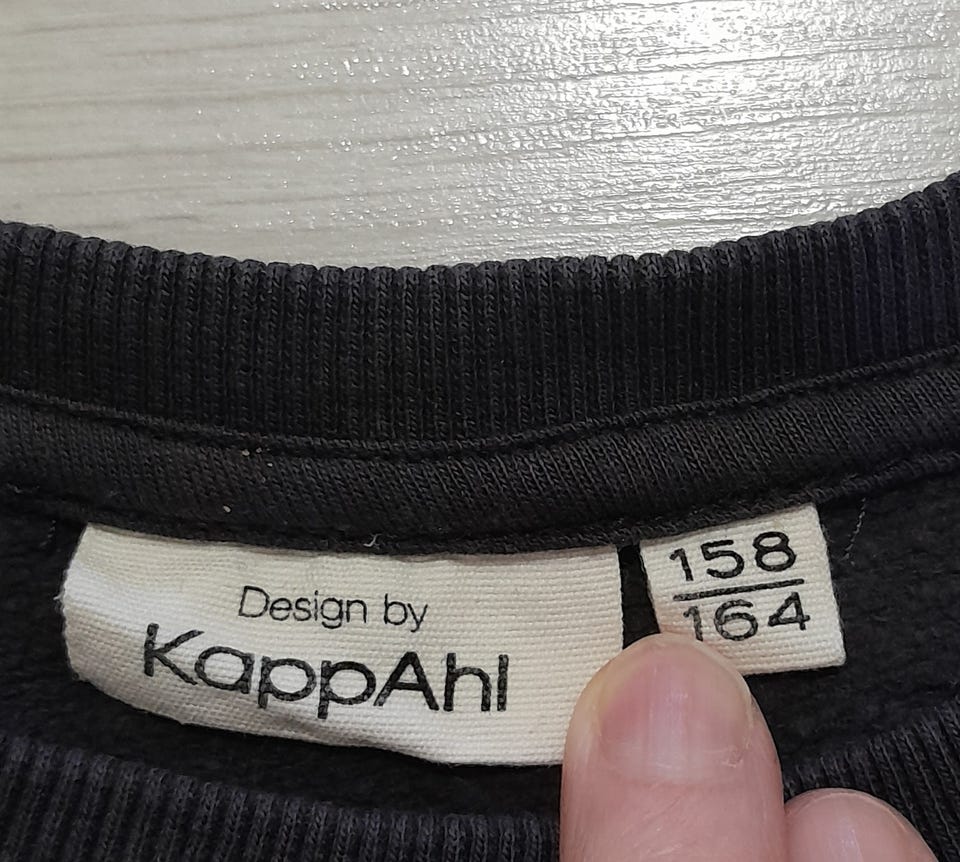 Design by
KappAhl
158
164